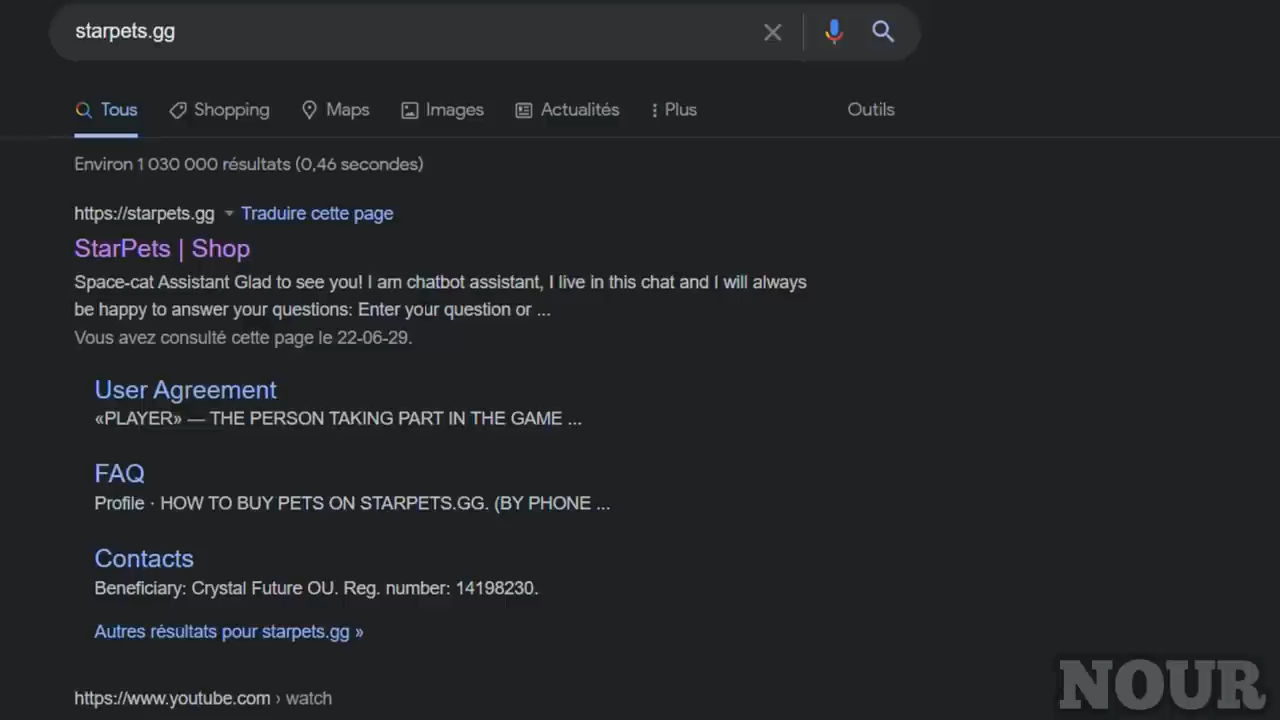 starpets.gg
Tous Shopping Maps Images Actualités Plus Outils
Environ 1 030 000 résultats (0,46 secondes)
https://starpets.gg Traduire cette page
StarPets | Shop
Space-cat Assistant Glad to see you! I am chatbot assistant, I live in this chat and I will always
be happy to answer your questions: Enter your question or ...
Vous avez consulté cette page le 22-06-29.
User Agreement
«PLAYER» — THE PERSON TAKING PART IN THE GAME ...
FAQ
Profile · HOW TO BUY PETS ON STARPETS.GG. (BY PHONE ...
Contacts
Beneficiary: Crystal Future OU. Reg. number: 14198230.
Autres résultats pour starpets.gg »
https://www.youtube.com › watch
NOUR